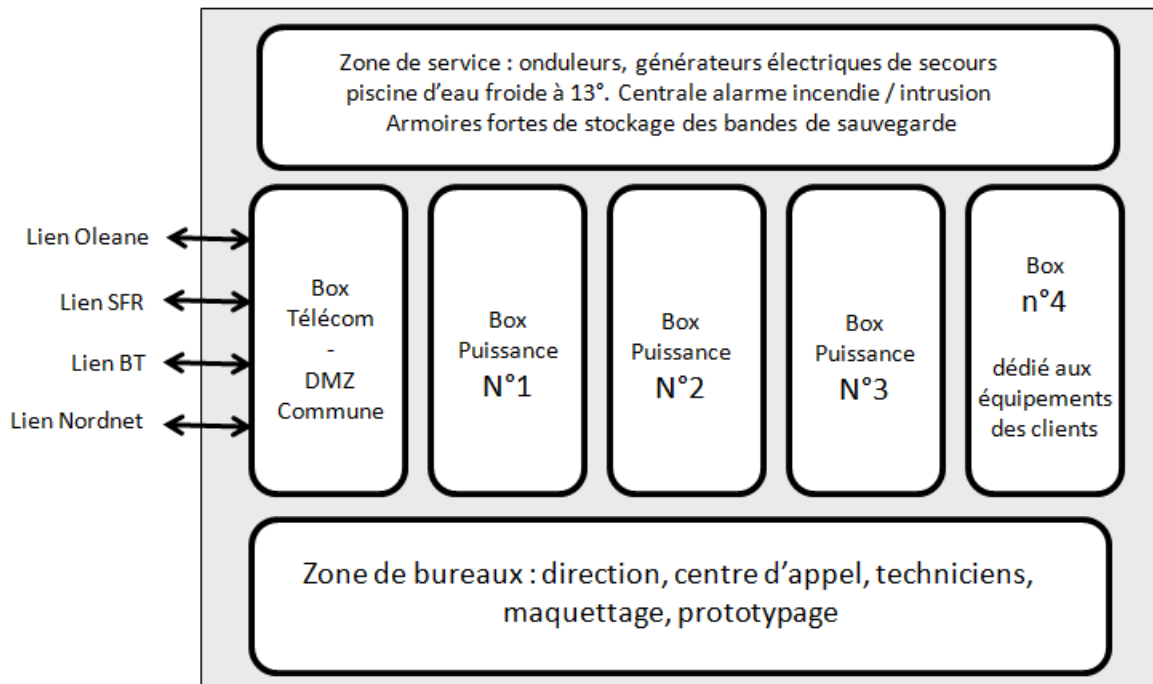 Zone de service : onduleurs, générateurs électriques de secours
piscine d'eau froide à 13°. Centrale alarme incendie / intrusion
Armoires fortes de stockage des bandes de sauvegarde
Lien Oleane
Lien SFR
Lien BT
Lien Nordnet
Box
Télécom
-
DMZ
Commune
Box
Puissance
N°1
Box
Puissance
N°2
Box
Puissance
N°3
Box
n°4
dédié aux
équipements
des clients
Zone de bureaux : direction, centre d'appel, techniciens,
maquettage, prototypage